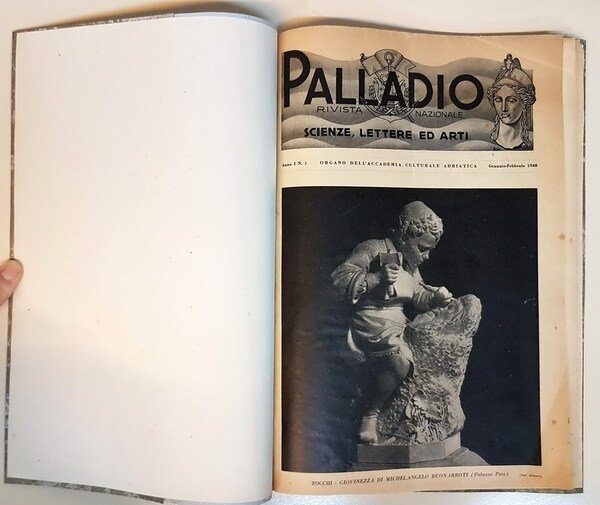 PALLADIO
RIVISTA NAZIONALE
SCIENZE, LETTERE ED ARTI
Anno I N. 1 ORGANO DELL'ACCADEMIA CULTURALE ADRIATICA Gennaio-Febbraio 1948
ZOCCHI - GIOVINEZZA DI MICHELANGELO BUONARROTI (Palazzo Pitti)